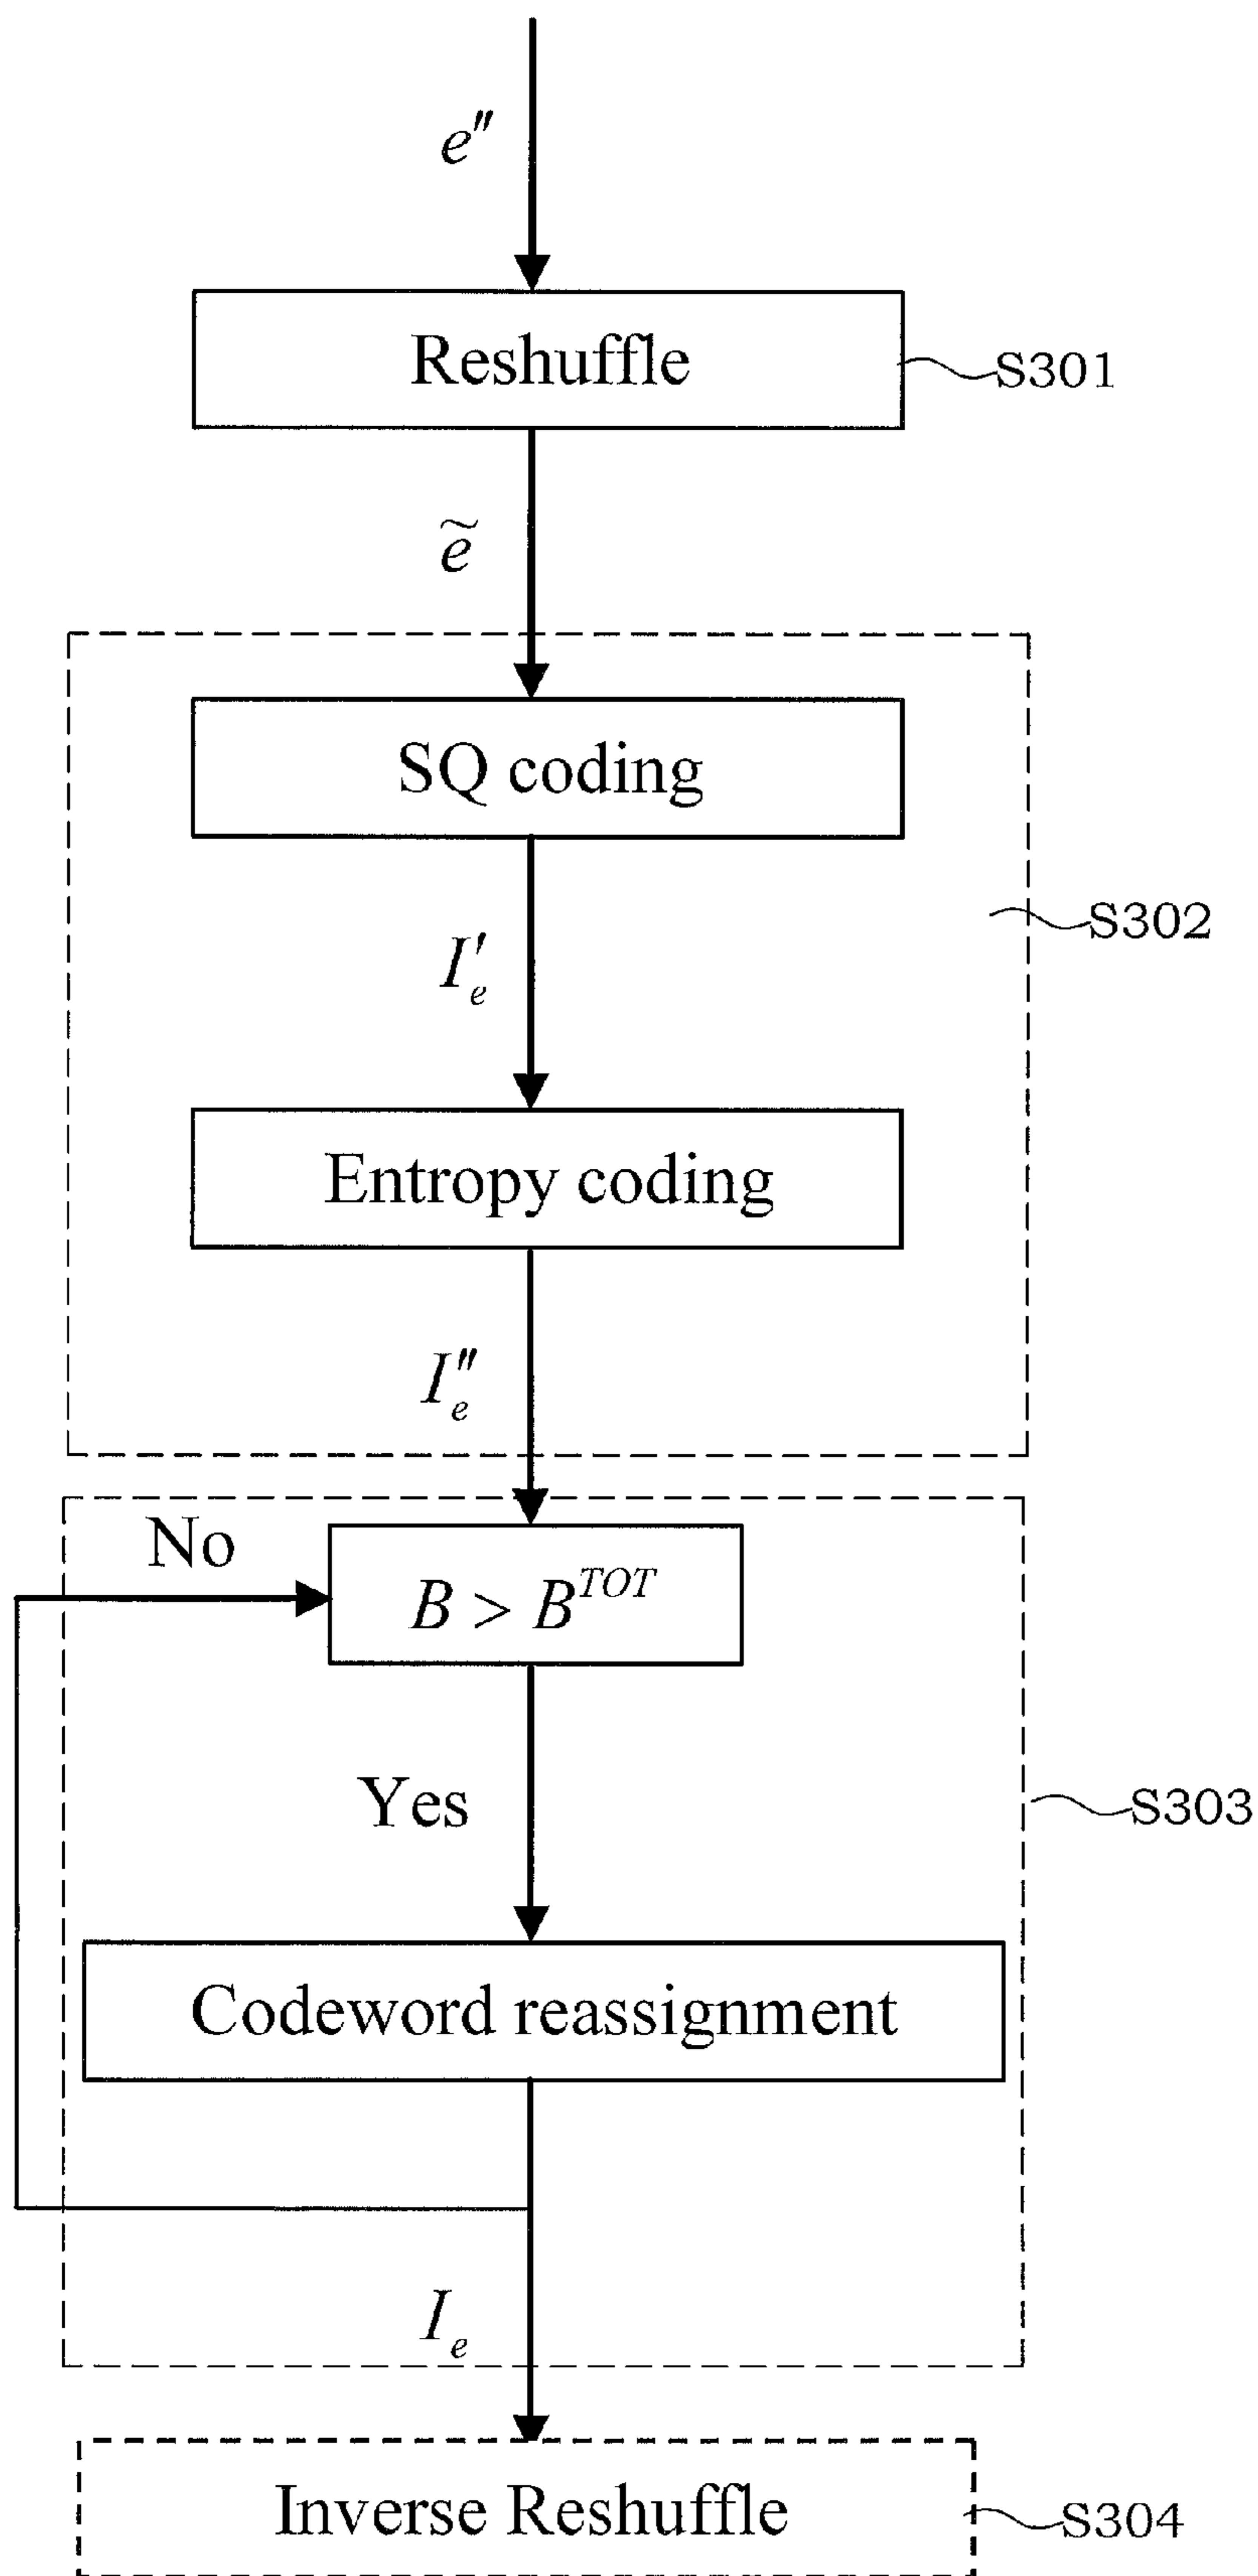 e″
Reshuffle
S301
ẽ
SQ coding
S302
I′ₑ
Entropy coding
I″ₑ
No
B > B^TOT
Yes
S303
Codeword reassignment
Iₑ
Inverse Reshuffle
S304